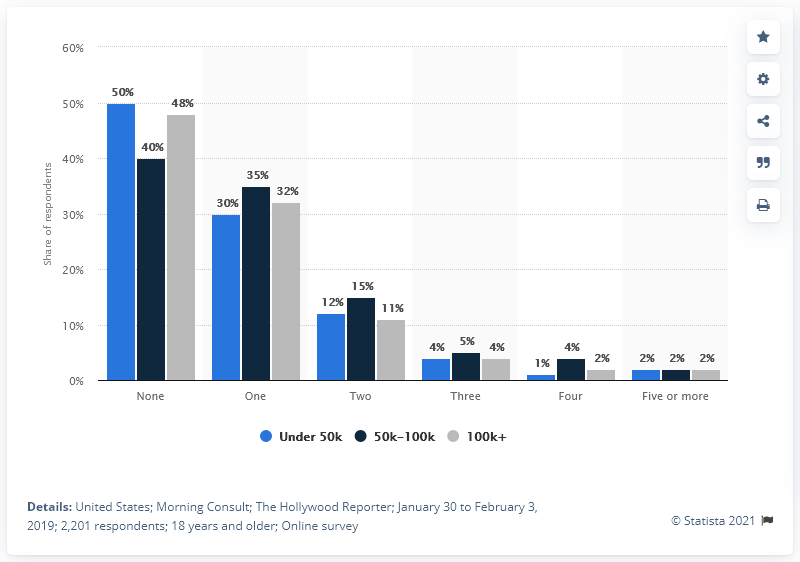 60%
50%
40%
30%
20%
10%
0%
Share of respondents
50%
40%
48%
30%
35%
32%
12%
15%
11%
4%
5%
4%
1%
4%
2%
2%
2%
2%
None
One
Two
Three
Four
Five or more
Under 50k
50k–100k
100k+
Details: United States; Morning Consult; The Hollywood Reporter; January 30 to February 3,
2019; 2,201 respondents; 18 years and older; Online survey
© Statista 2021